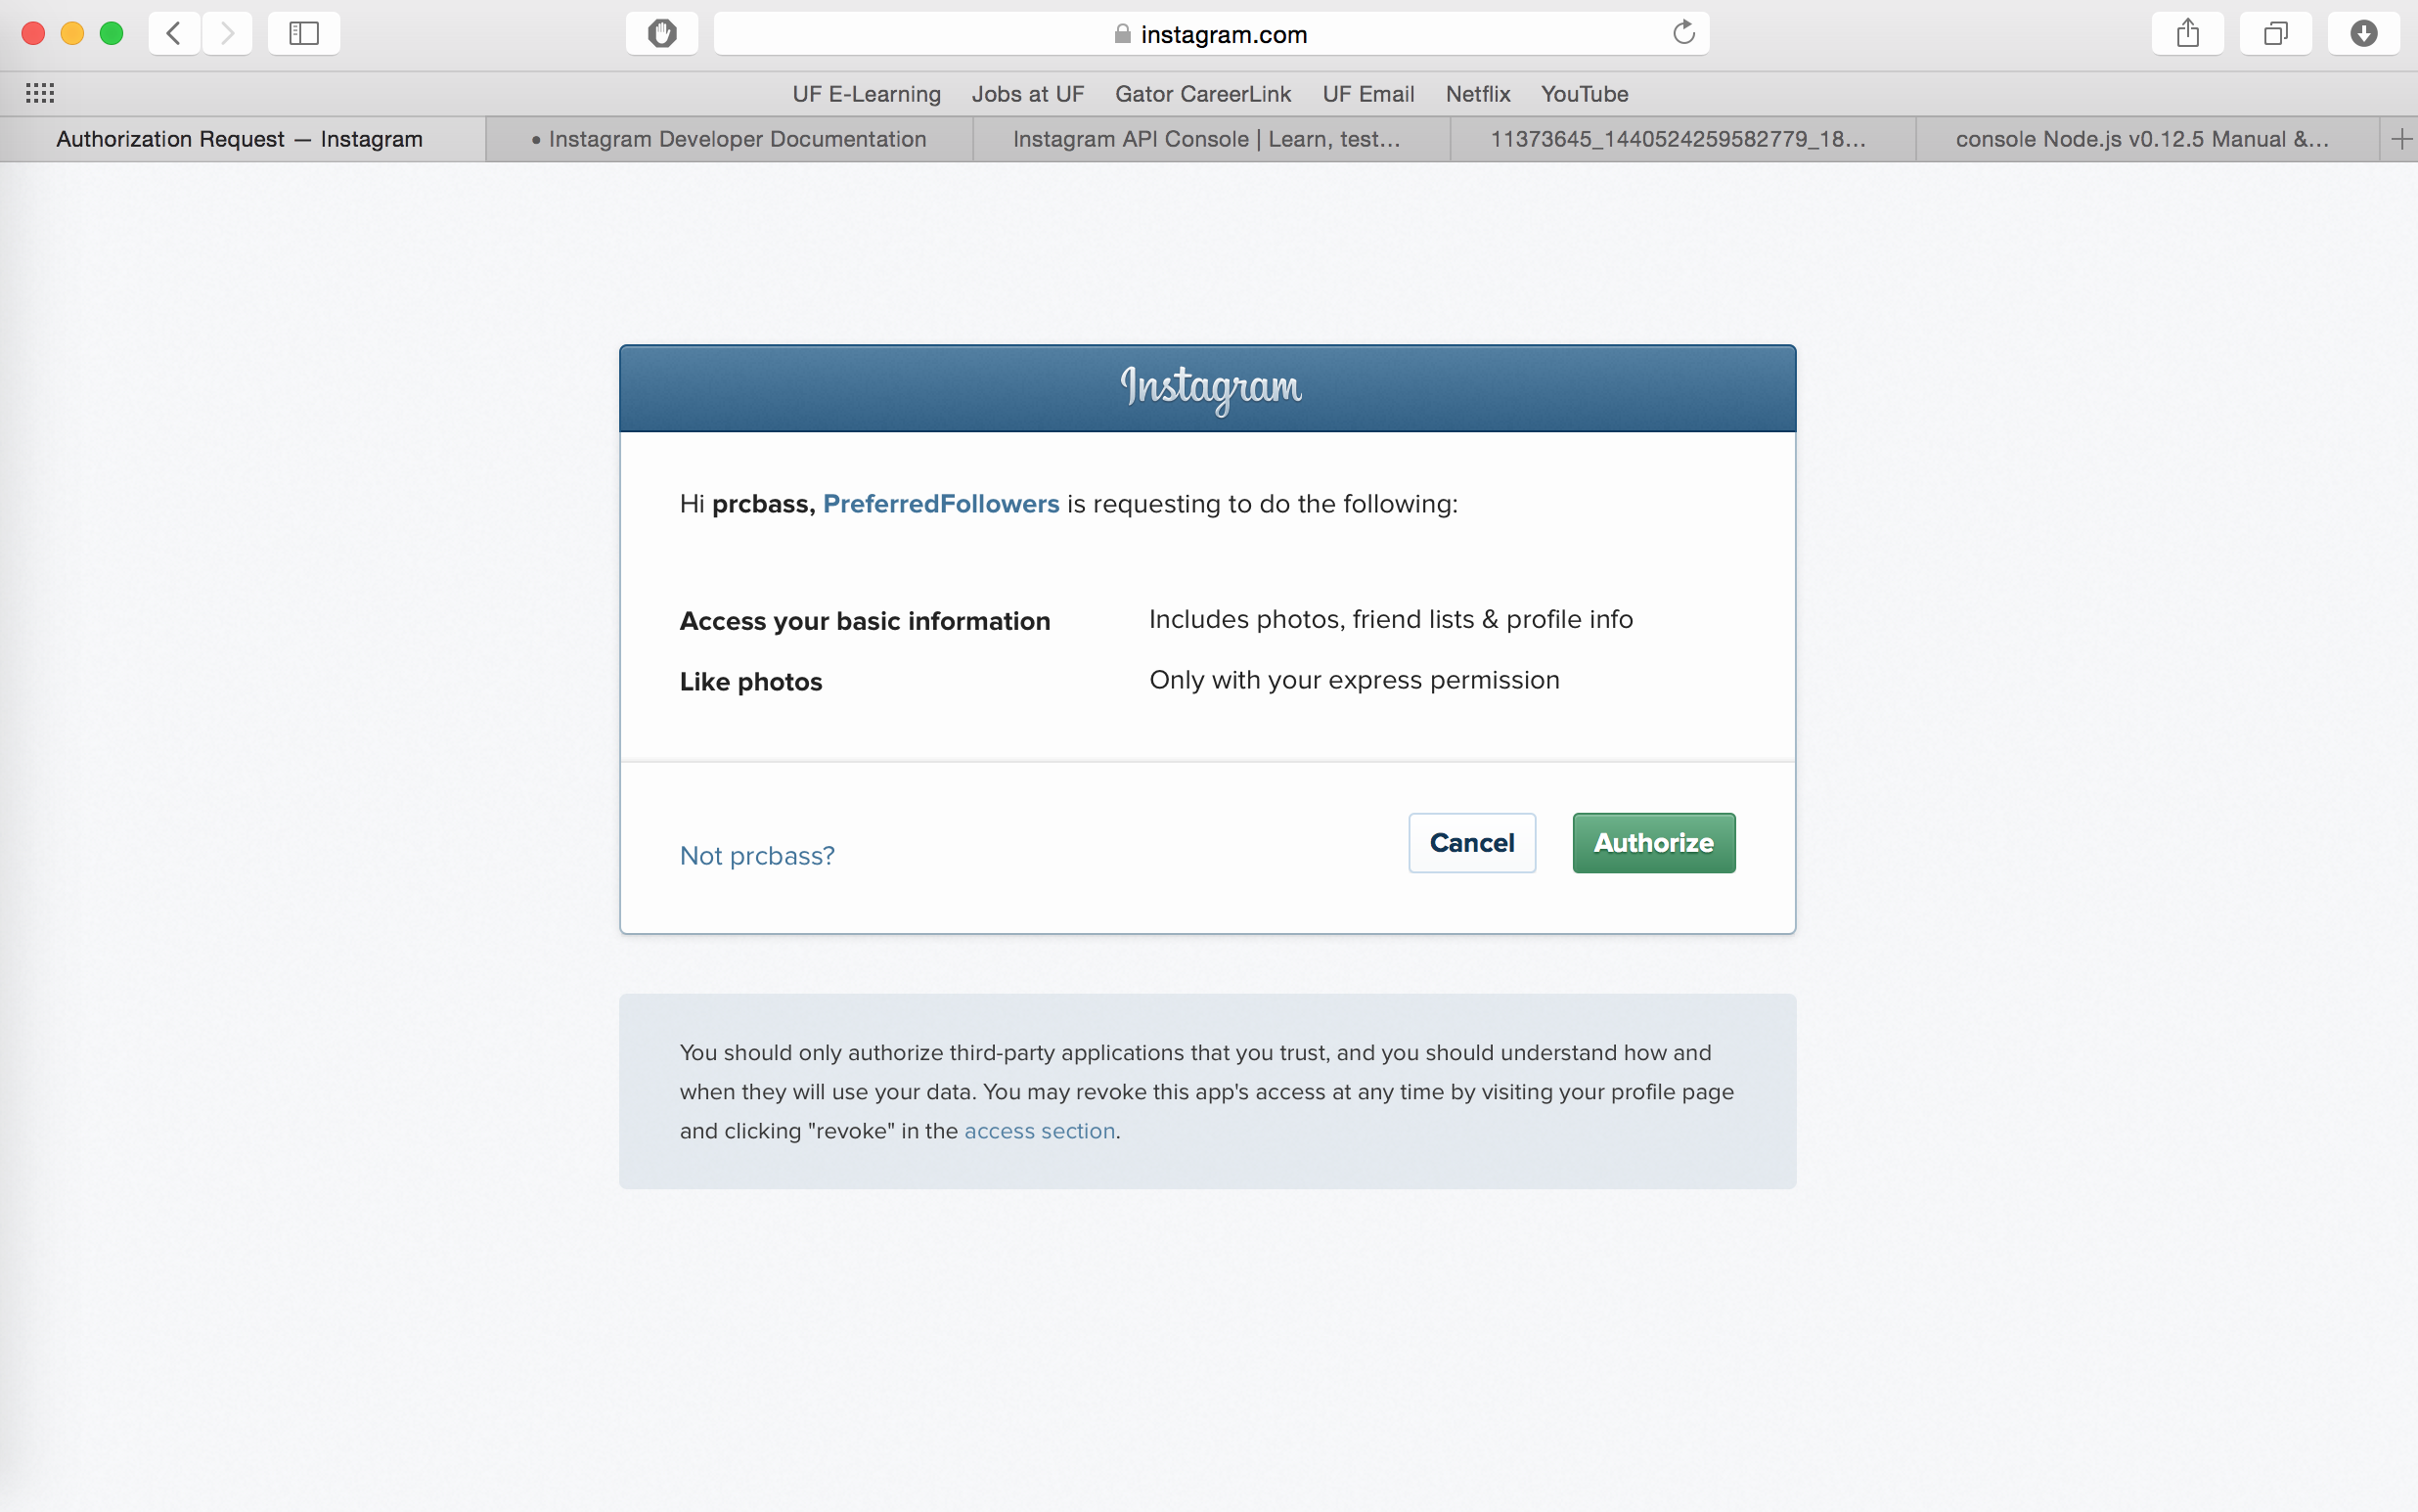 instagram.com
UF E-Learning Jobs at UF Gator CareerLink UF Email Netflix YouTube
Authorization Request — Instagram • Instagram Developer Documentation Instagram API Console | Learn, test... 11373645_1440524259582779_18... console Node.js v0.12.5 Manual &...
Instagram
Hi prcbass, PreferredFollowers is requesting to do the following:
Access your basic information Includes photos, friend lists & profile info
Like photos Only with your express permission
Not prcbass? Cancel Authorize
You should only authorize third-party applications that you trust, and you should understand how and
when they will use your data. You may revoke this app's access at any time by visiting your profile page
and clicking "revoke" in the access section.